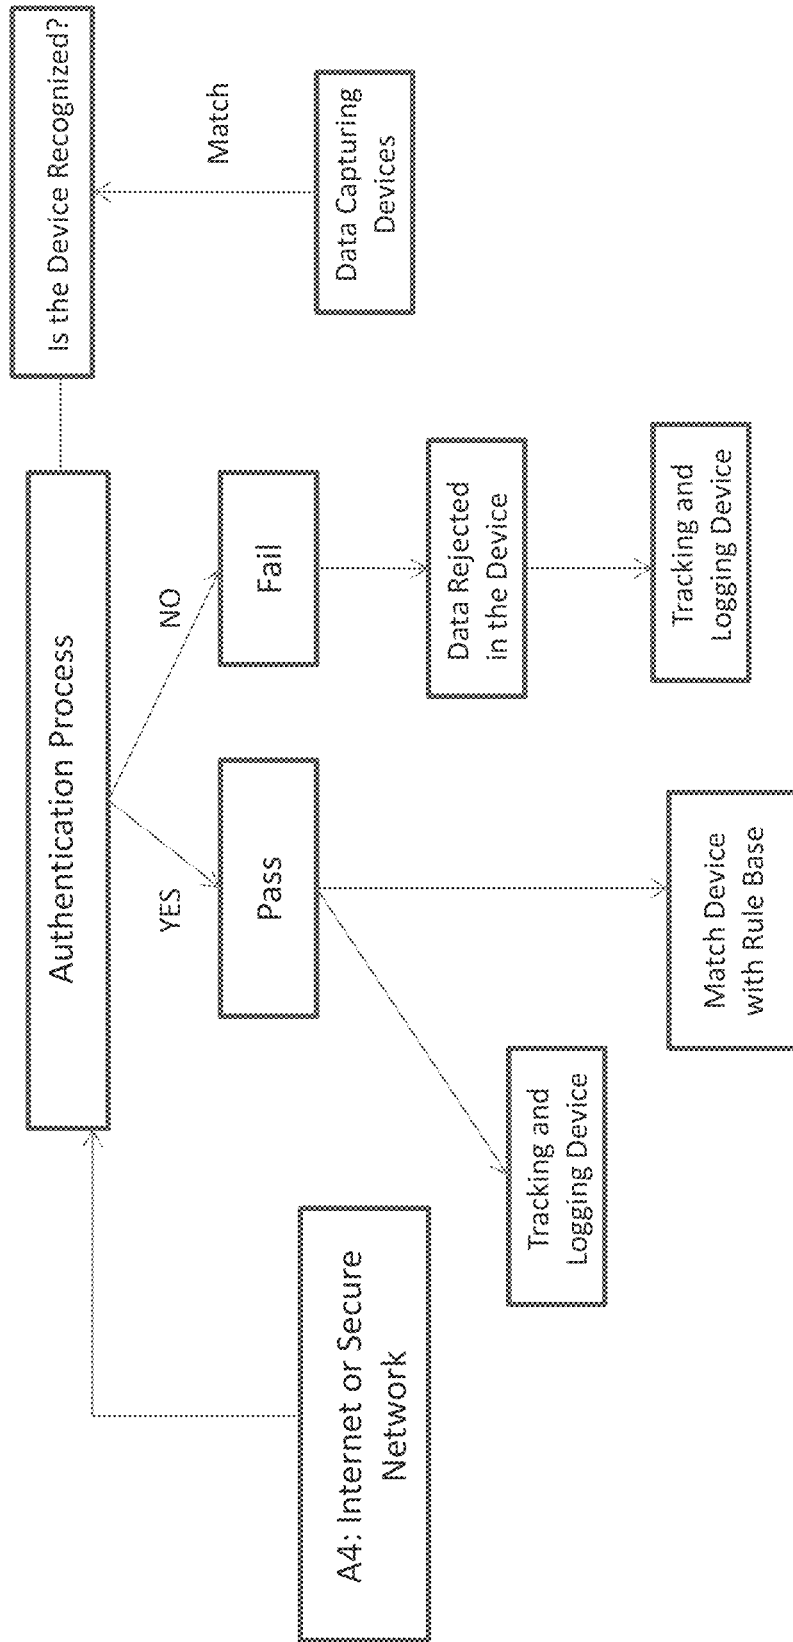 Authentication Process
Is the Device Recognized?
A4: Internet or Secure
Network
YES
NO
Match
Pass
Fail
Data Capturing
Devices
Tracking and
Logging Device
Data Rejected
in the Device
Match Device
with Rule Base
Tracking and
Logging Device